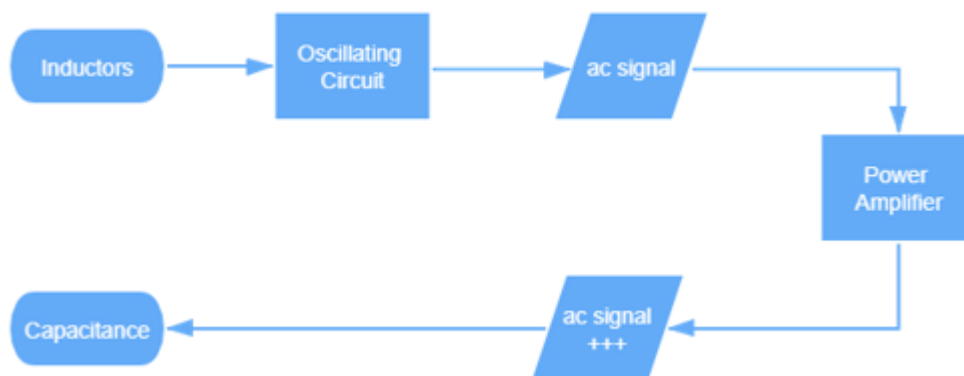 Inductors
Oscillating
Circuit
ac signal
Power
Amplifier
ac signal
+++
Capacitance